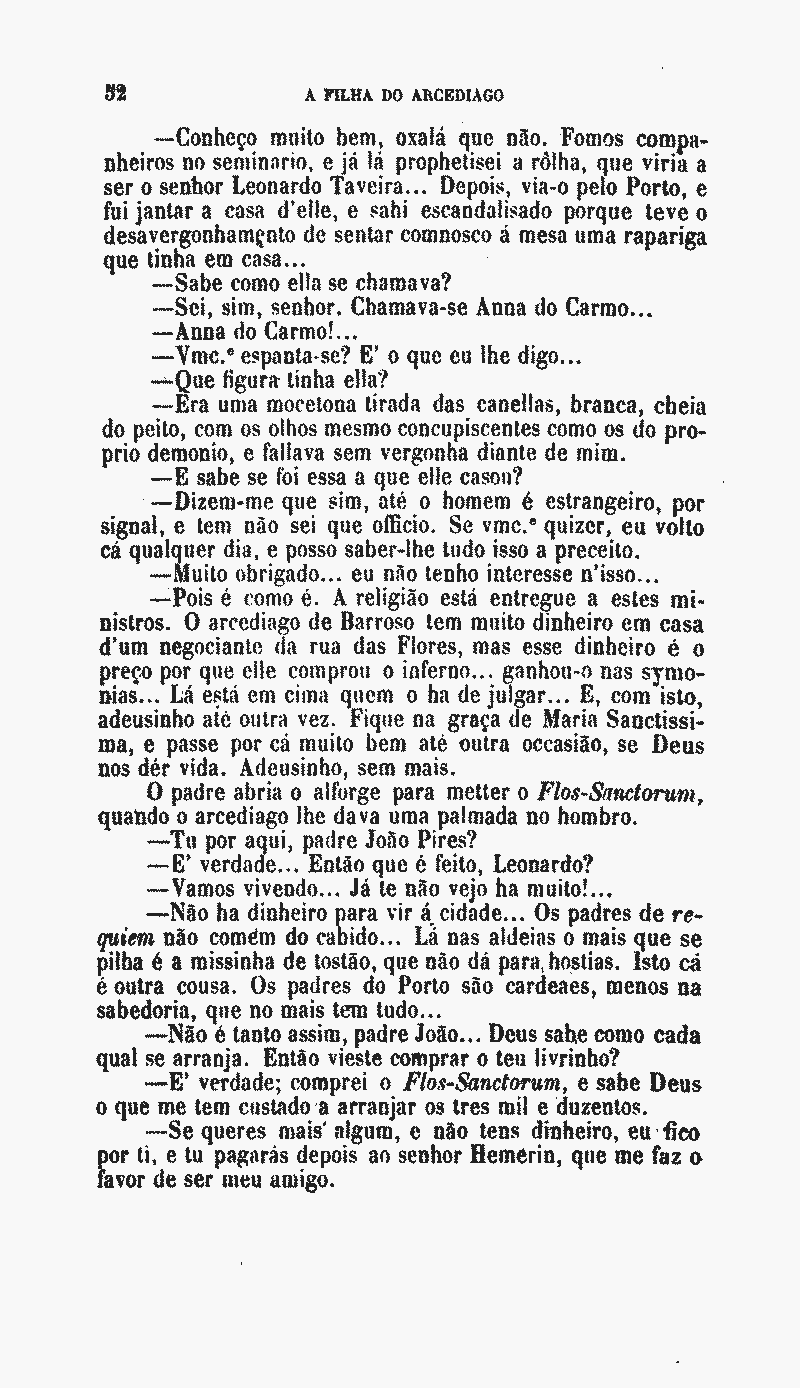 52 A FILHA DO ARCEDIAGO
—Conheço muito bem, oxalá que não. Fomos compa-
nheiros no seminario, e já lá prophetisei a rôlha, que viria a
ser o senhor Leonardo Taveira... Depois, via-o pelo Porto, e
fui jantar a casa d'elle, e sahi escandalisado porque teve o
desavergonhamento de sentar comnosco á mesa uma rapariga
que tinha em casa...
—Sabe como ella se chamava?
—Sei, sim, senhor. Chamava-se Anna do Carmo...
—Anna do Carmo!...
—Vmc.e espanta-se? E' o que eu lhe digo...
—Que figura tinha ella?
—Era uma mocetona tirada das canellas, branca, cheia
do peito, com os olhos mesmo concupiscentes como os do pro-
prio demonio, e fallava sem vergonha diante de mim.
—E sabe se foi essa a que elle casou?
—Dizem-me que sim, até o homem é estrangeiro, por
signal, e tem não sei que officio. Se vmc.e quizer, eu volto
cá qualquer dia, e posso saber-lhe tudo isso a preceito.
—Muito obrigado... eu não tenho interesse n'isso...
—Pois é como é. A religião está entregue a estes mi-
nistros. O arcediago de Barroso tem muito dinheiro em casa
d'um negociante da rua das Flores, mas esse dinheiro é o
preço por que elle comprou o inferno... ganhou-o nas symo-
nias... Lá está em cima quem o ha de julgar... E, com isto,
adeusinho até outra vez. Fique na graça de Maria Sanctissi-
ma, e passe por cá muito bem até outra occasião, se Deus
nos dér vida. Adeusinho, sem mais.
O padre abria o alforge para metter o Flos-Sanctorum,
quando o arcediago lhe dava uma palmada no hombro.
—Tu por aqui, padre João Pires?
—E' verdade... Então que é feito, Leonardo?
—Vamos vivendo... Já te não vejo ha muito!...
—Não ha dinheiro para vir á cidade... Os padres de re-
quiem não comém do cabido... Lá nas aldeias o mais que se
pilha é a missinha de tostão, que não dá para hostias. Isto cá
é outra cousa. Os padres do Porto são cardeaes, menos na
sabedoria, que no mais tem tudo...
—Não é tanto assim, padre João... Deus sabe como cada
qual se arranja. Então vieste comprar o teu livrinho?
—E' verdade; comprei o Flos-Sanctorum, e sabe Deus
o que me tem custado a arranjar os tres mil e duzentos.
—Se queres mais algum, e não tens dinheiro, eu fico
por ti, e tu pagarás depois ao senhor Hemerin, que me faz o
favor de ser meu amigo.